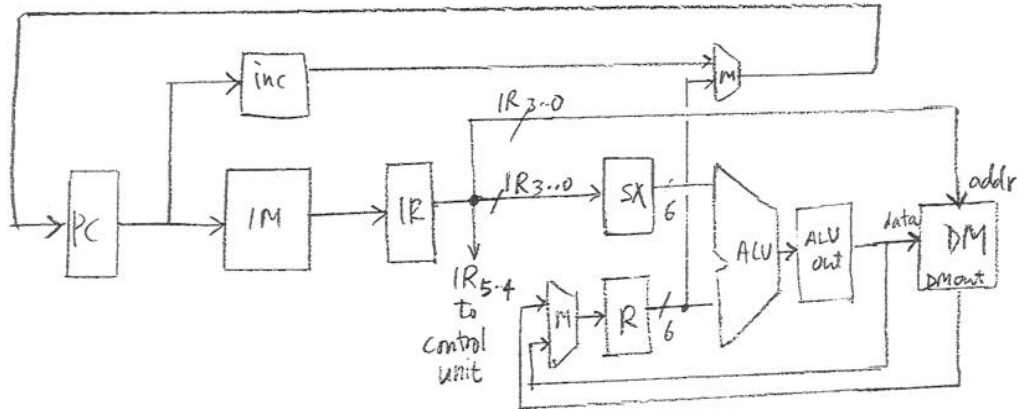 inc
M
IR3..0
PC
IM
IR
IR3..0
SX
6
ALU
ALU
out
data
addr
DM
DMout
IR5-4
to
control
unit
M
R
6